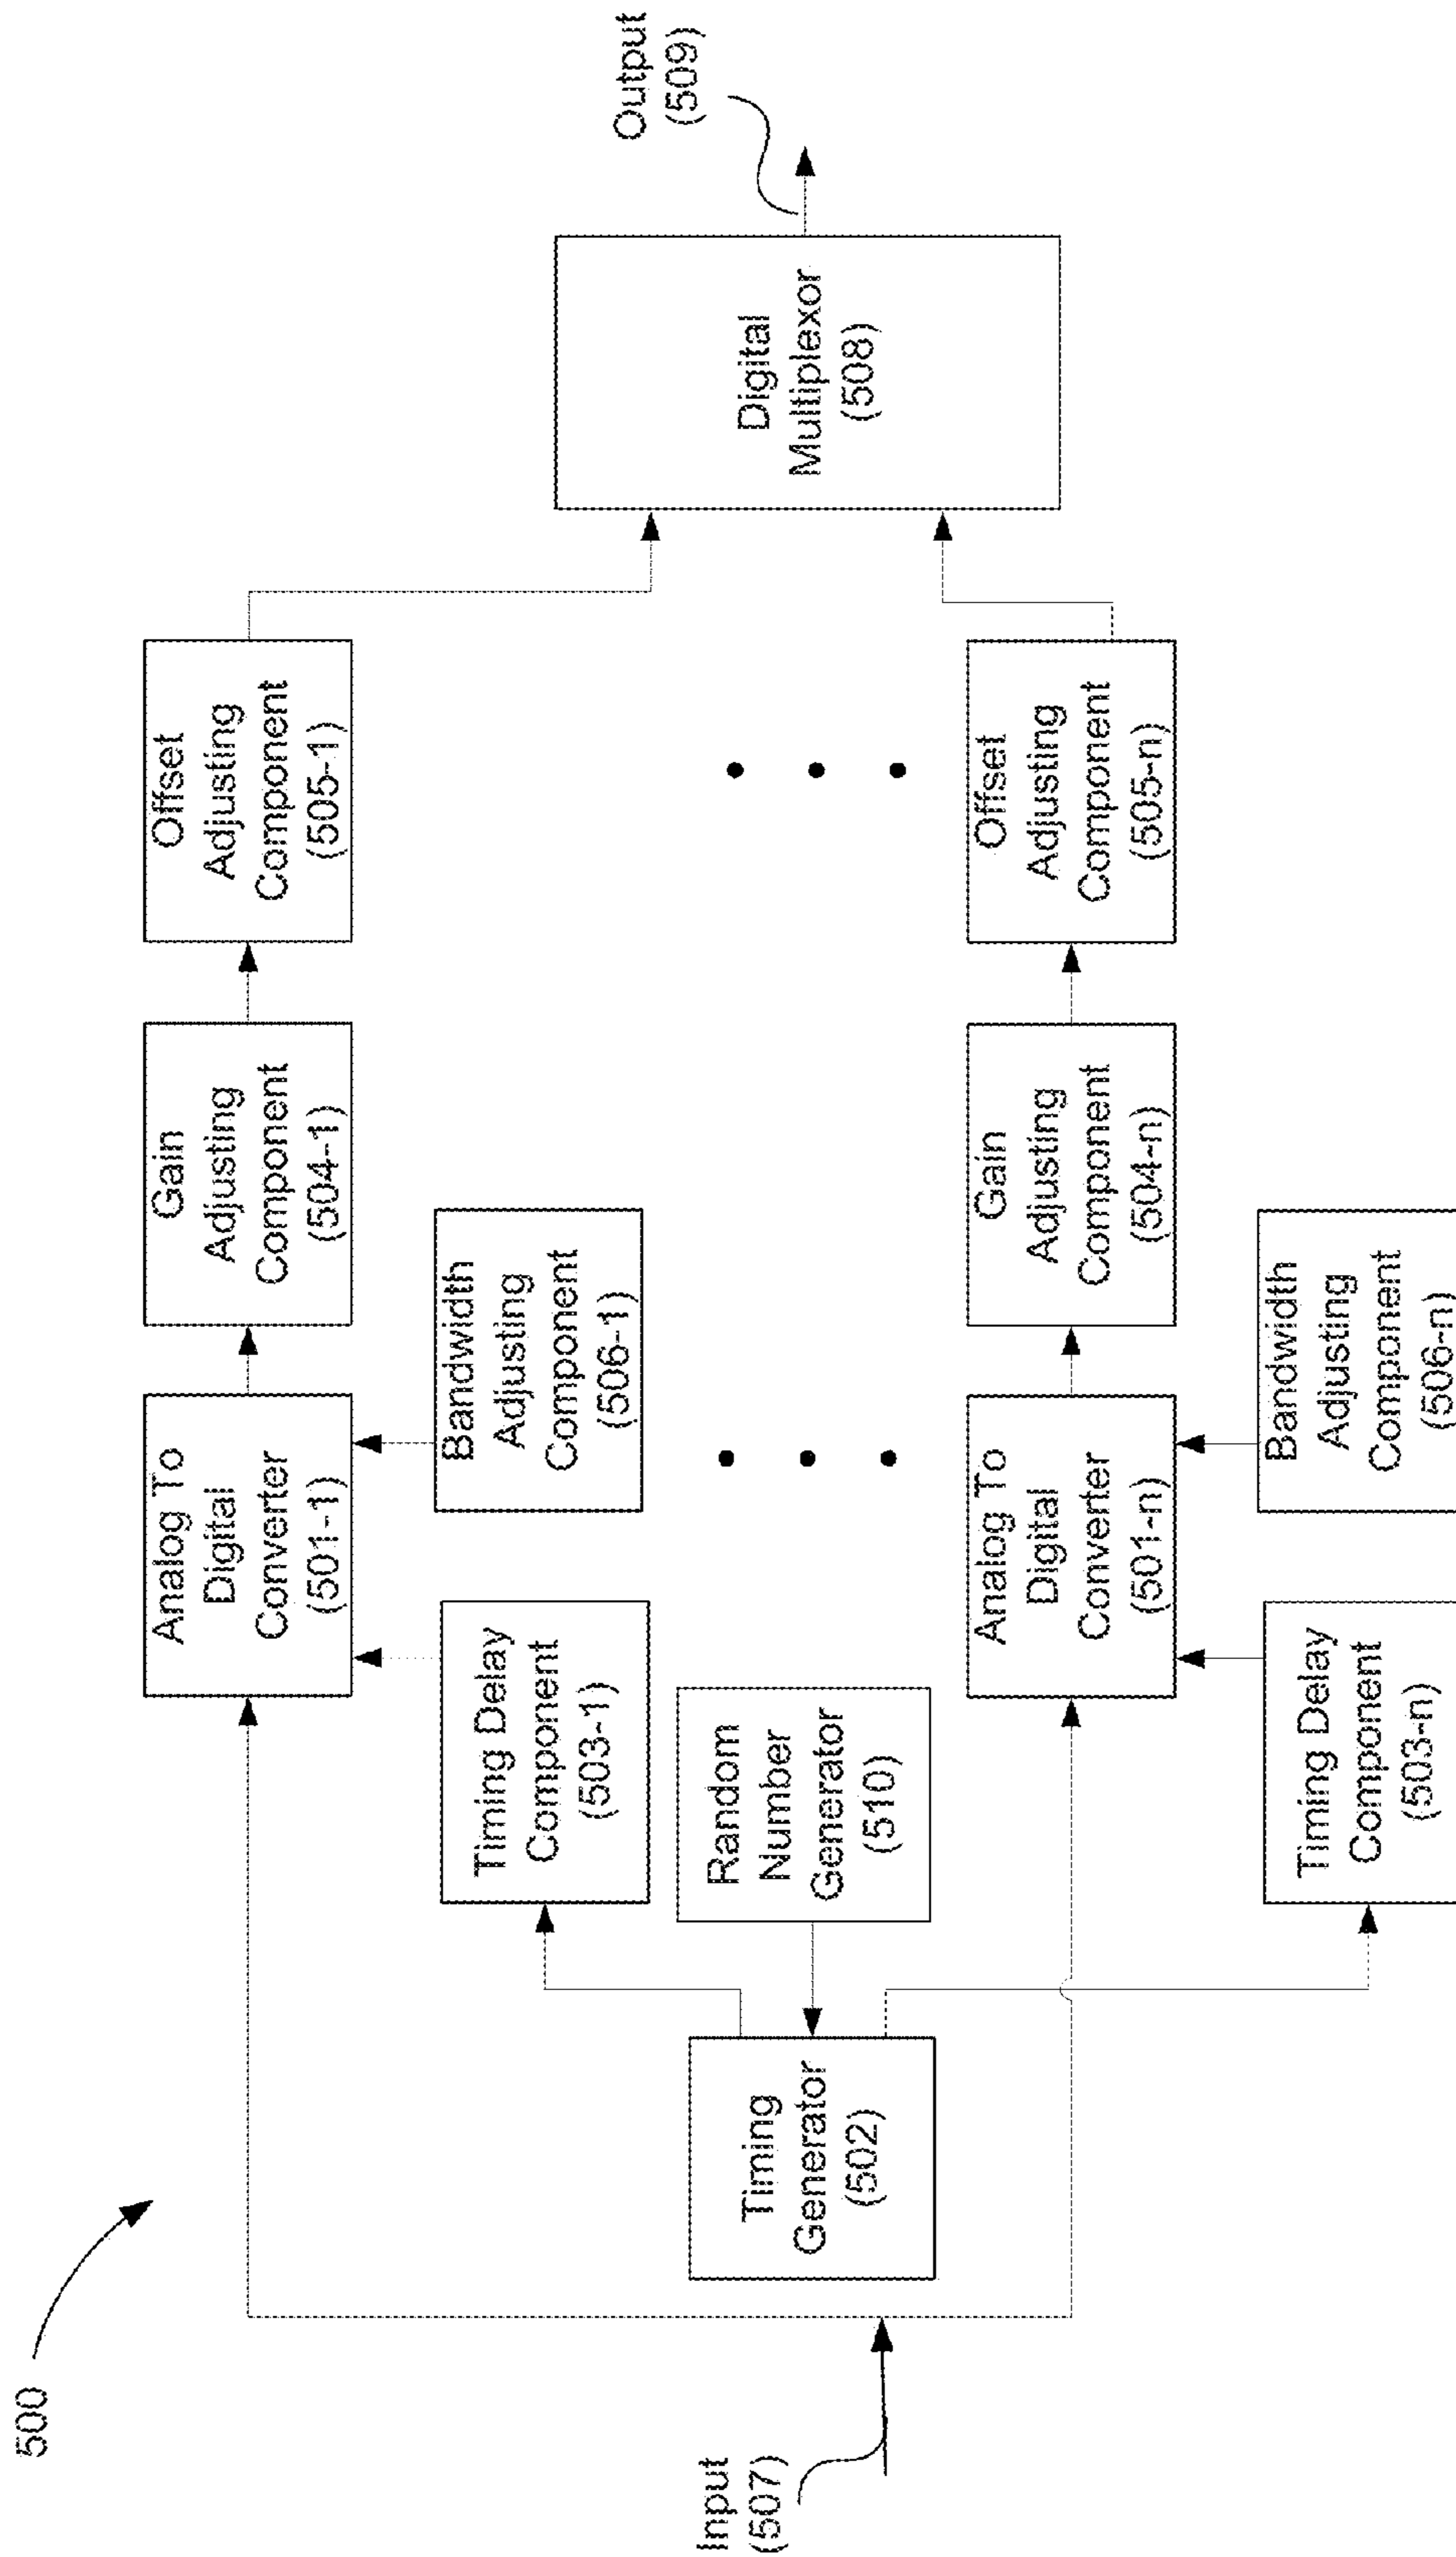 500
Input
(507)
Timing
Generator
(502)
Random
Number
Generator
(510)
Timing Delay
Component
(503-1)
Analog To
Digital
Converter
(501-1)
Bandwidth
Adjusting
Component
(506-1)
Gain
Adjusting
Component
(504-1)
Offset
Adjusting
Component
(505-1)
Timing Delay
Component
(503-n)
Analog To
Digital
Converter
(501-n)
Bandwidth
Adjusting
Component
(506-n)
Gain
Adjusting
Component
(504-n)
Offset
Adjusting
Component
(505-n)
Digital
Multiplexor
(508)
Output
(509)